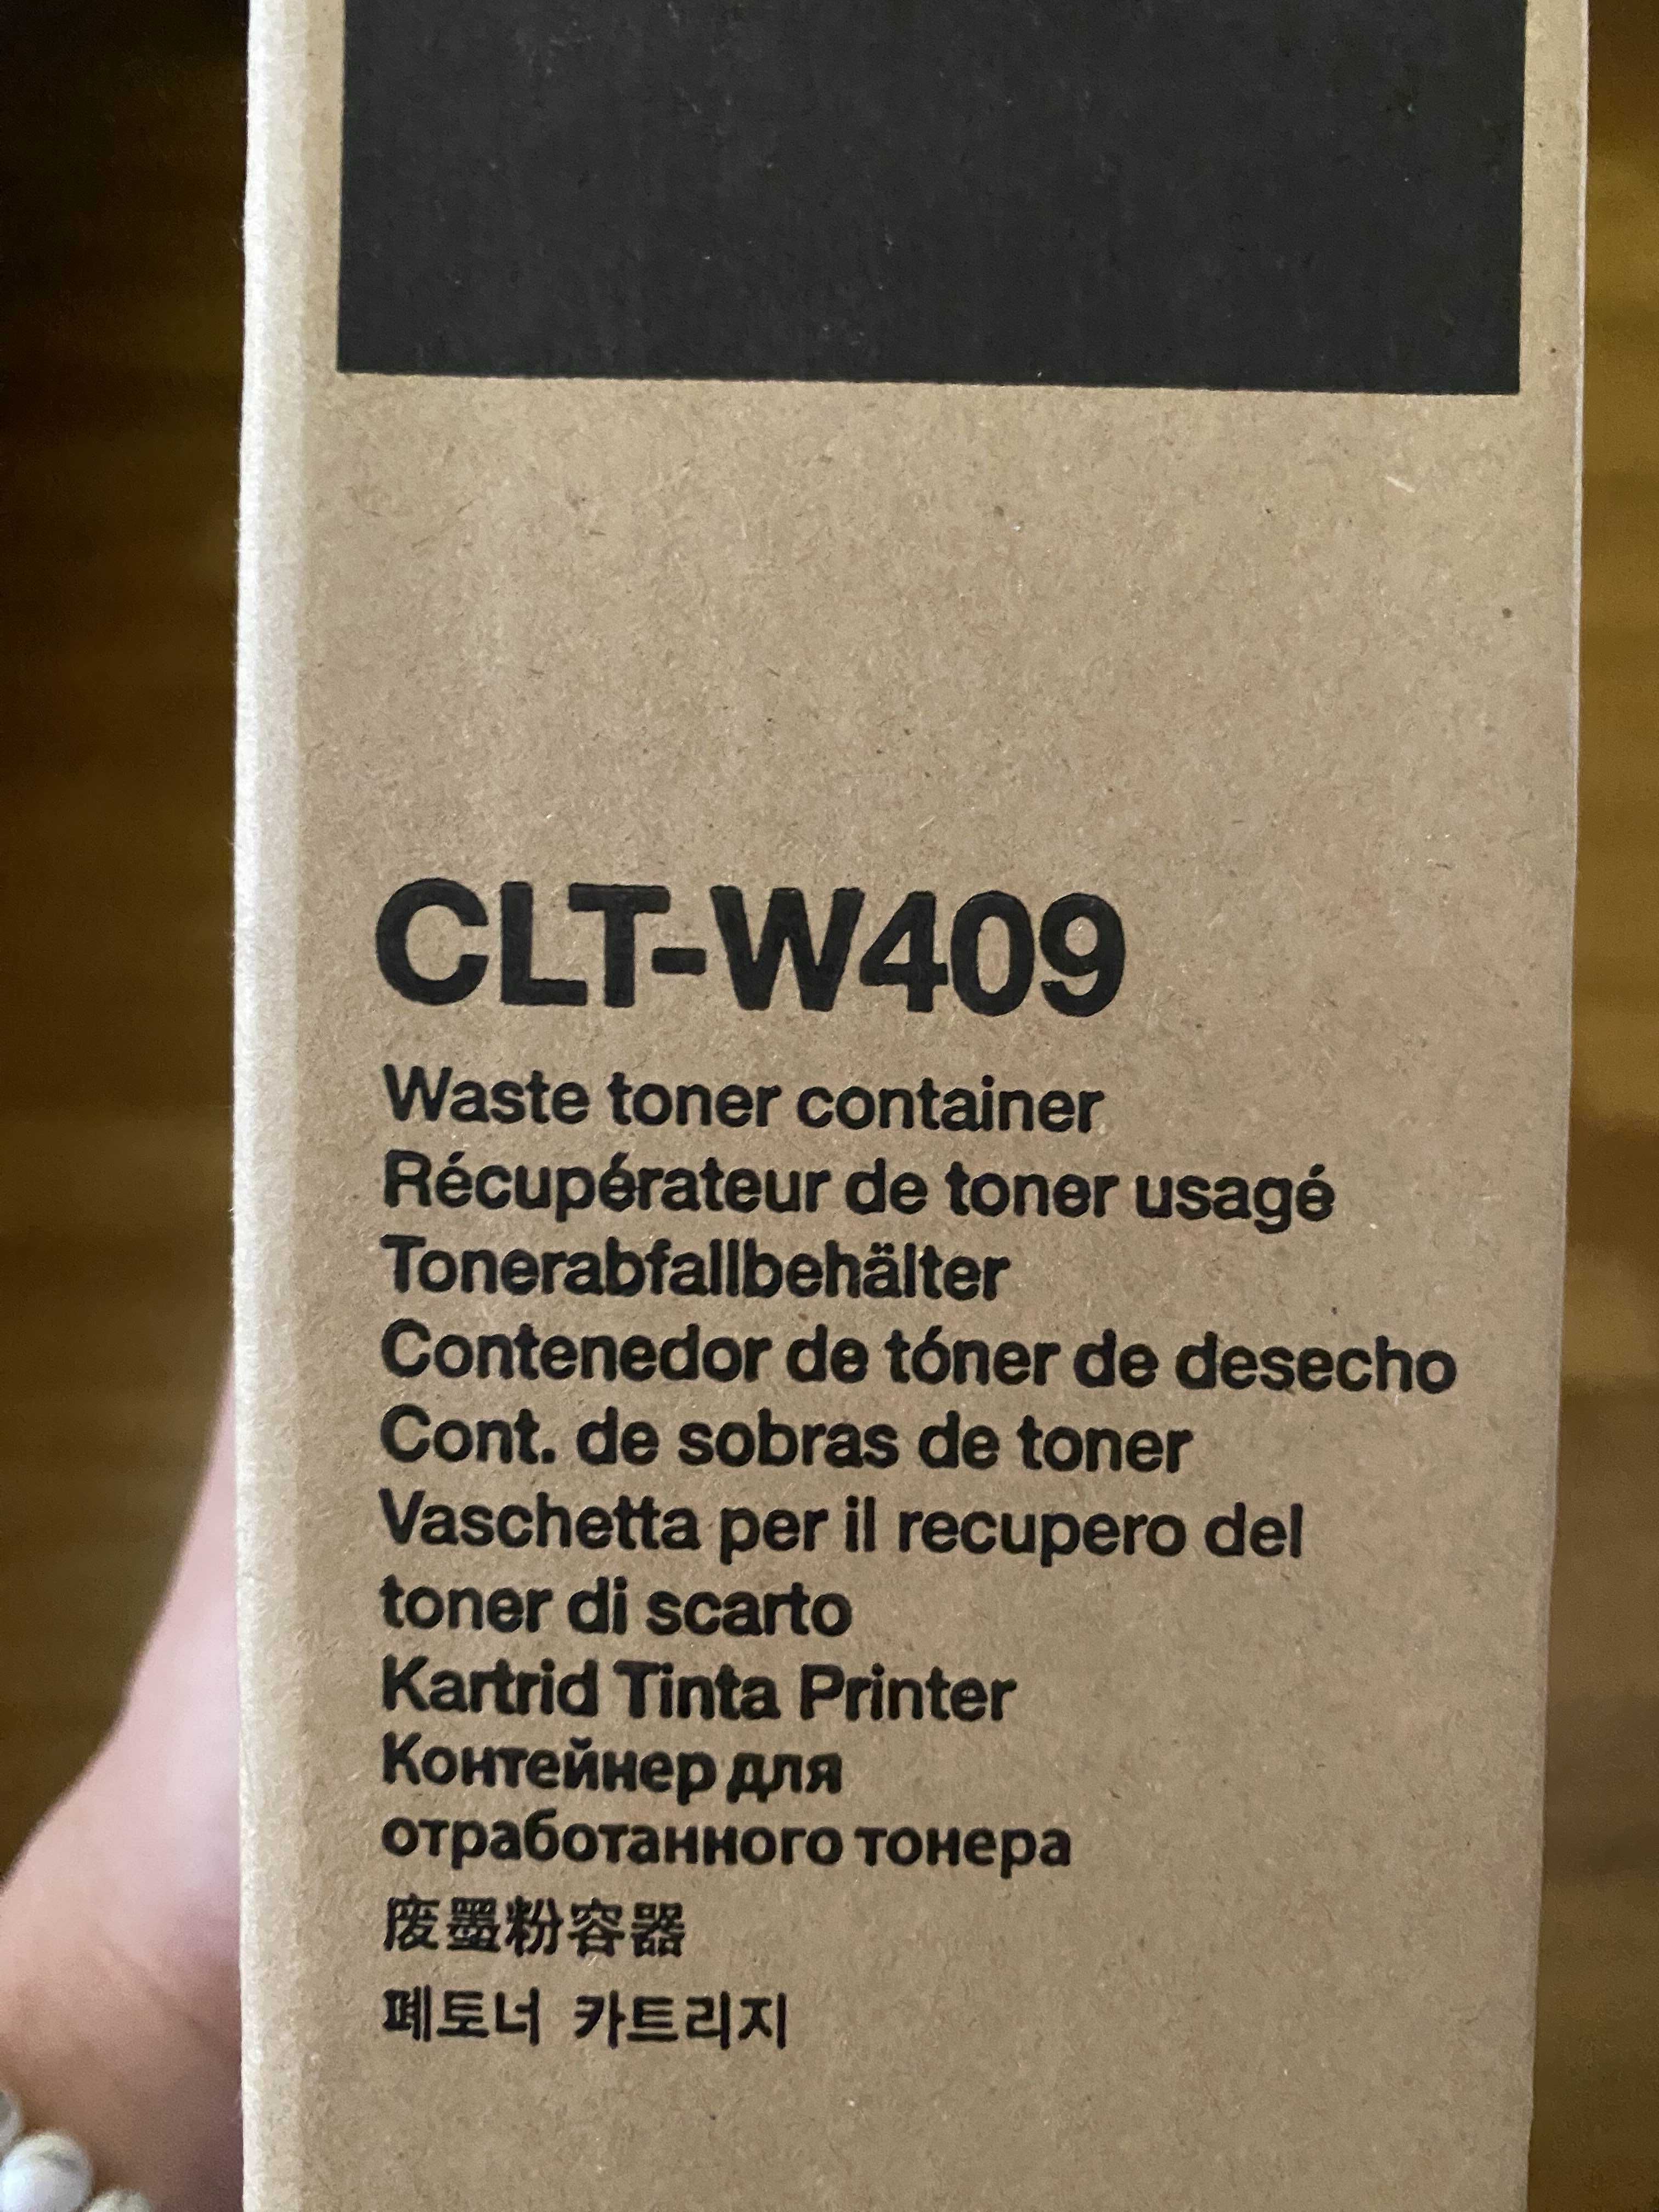 CLT-W409
Waste toner container
Récupérateur de toner usagé
Tonerabfallbehälter
Contenedor de tóner de desecho
Cont. de sobras de toner
Vaschetta per il recupero del
toner di scarto
Kartrid Tinta Printer
Контейнер для
отработанного тонера
废墨粉容器
폐토너 카트리지